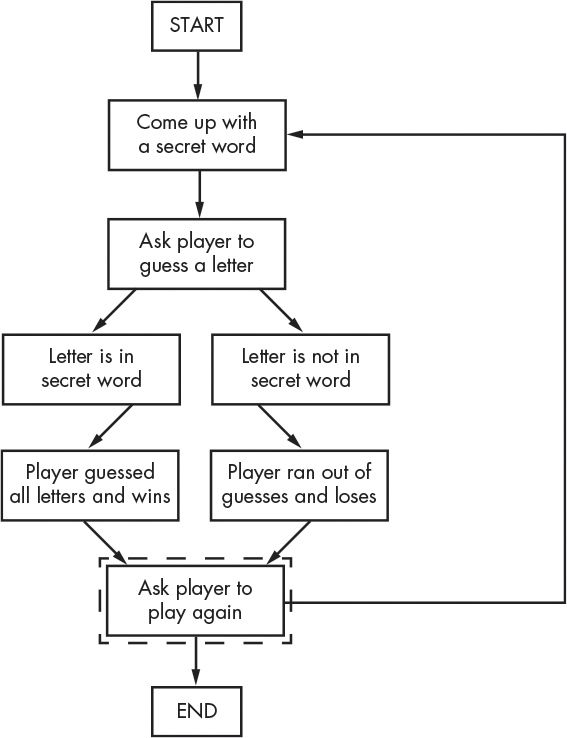 START
Come up with
a secret word
Ask player to
guess a letter
Letter is in
secret word
Letter is not in
secret word
Player guessed
all letters and wins
Player ran out of
guesses and loses
Ask player to
play again
END